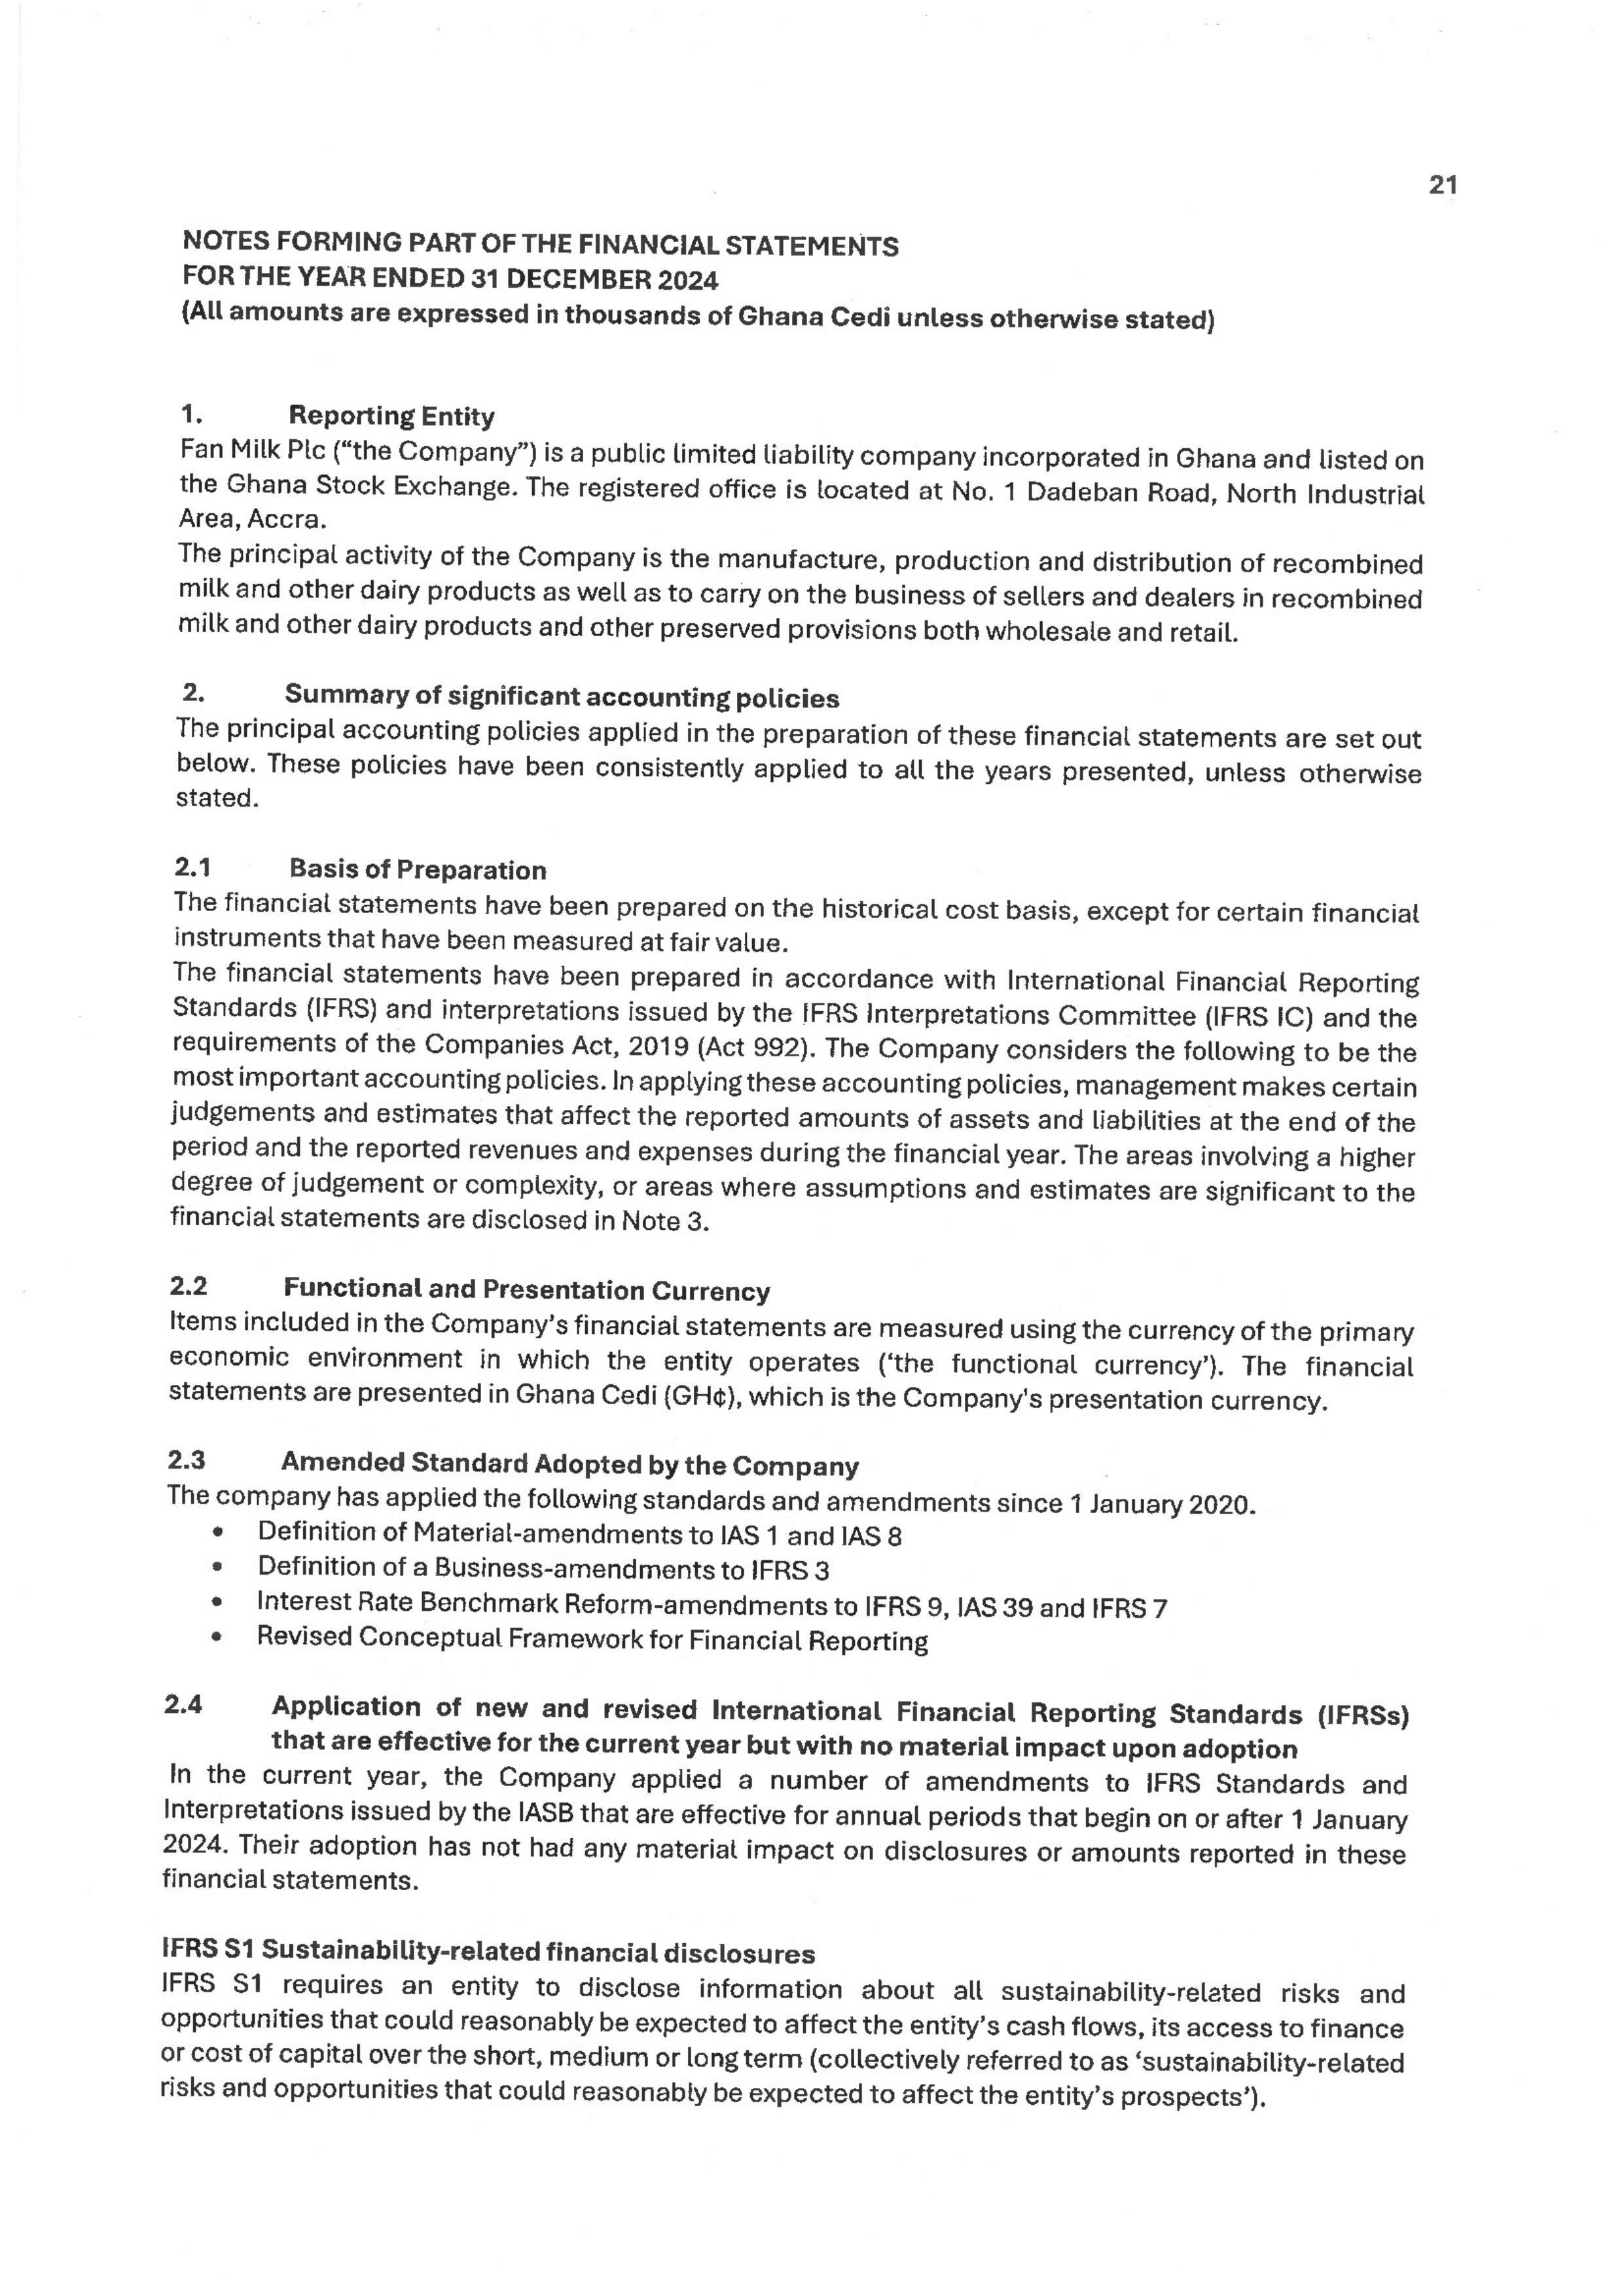 21
NOTES FORMING PART OF THE FINANCIAL STATEMENTS
FOR THE YEAR ENDED 31 DECEMBER 2024
(All amounts are expressed in thousands of Ghana Cedi unless otherwise stated)
1. Reporting Entity
Fan Milk Plc (“the Company”) is a public limited liability company incorporated in Ghana and listed on
the Ghana Stock Exchange. The registered office is located at No. 1 Dadeban Road, North Industrial
Area, Accra.
The principal activity of the Company is the manufacture, production and distribution of recombined
milk and other dairy products as well as to carry on the business of sellers and dealers in recombined
milk and other dairy products and other preserved provisions both wholesale and retail.
2. Summary of significant accounting policies
The principal accounting policies applied in the preparation of these financial statements are set out
below. These policies have been consistently applied to all the years presented, unless otherwise
stated.
2.1 Basis of Preparation
The financial statements have been prepared on the historical cost basis, except for certain financial
instruments that have been measured at fair value.
The financial statements have been prepared in accordance with International Financial Reporting
Standards (IFRS) and interpretations issued by the IFRS Interpretations Committee (IFRS IC) and the
requirements of the Companies Act, 2019 (Act 992). The Company considers the following to be the
most important accounting policies. In applying these accounting policies, management makes certain
judgements and estimates that affect the reported amounts of assets and liabilities at the end of the
period and the reported revenues and expenses during the financial year. The areas involving a higher
degree of judgement or complexity, or areas where assumptions and estimates are significant to the
financial statements are disclosed in Note 3.
2.2 Functional and Presentation Currency
Items included in the Company's financial statements are measured using the currency of the primary
economic environment in which the entity operates (‘the functional currency’). The financial
statements are presented in Ghana Cedi (GH¢), which is the Company's presentation currency.
2.3 Amended Standard Adopted by the Company
The company has applied the following standards and amendments since 1 January 2020.
• Definition of Material-amendments to IAS 1 and IAS 8
• Definition of a Business-amendments to IFRS 3
• Interest Rate Benchmark Reform-amendments to IFRS 9, IAS 39 and IFRS 7
• Revised Conceptual Framework for Financial Reporting
2.4 Application of new and revised International Financial Reporting Standards (IFRSs)
that are effective for the current year but with no material impact upon adoption
In the current year, the Company applied a number of amendments to IFRS Standards and
Interpretations issued by the IASB that are effective for annual periods that begin on or after 1 January
2024. Their adoption has not had any material impact on disclosures or amounts reported in these
financial statements.
IFRS S1 Sustainability-related financial disclosures
IFRS S1 requires an entity to disclose information about all sustainability-related risks and
opportunities that could reasonably be expected to affect the entity’s cash flows, its access to finance
or cost of capital over the short, medium or long term (collectively referred to as ‘sustainability-related
risks and opportunities that could reasonably be expected to affect the entity’s prospects’).